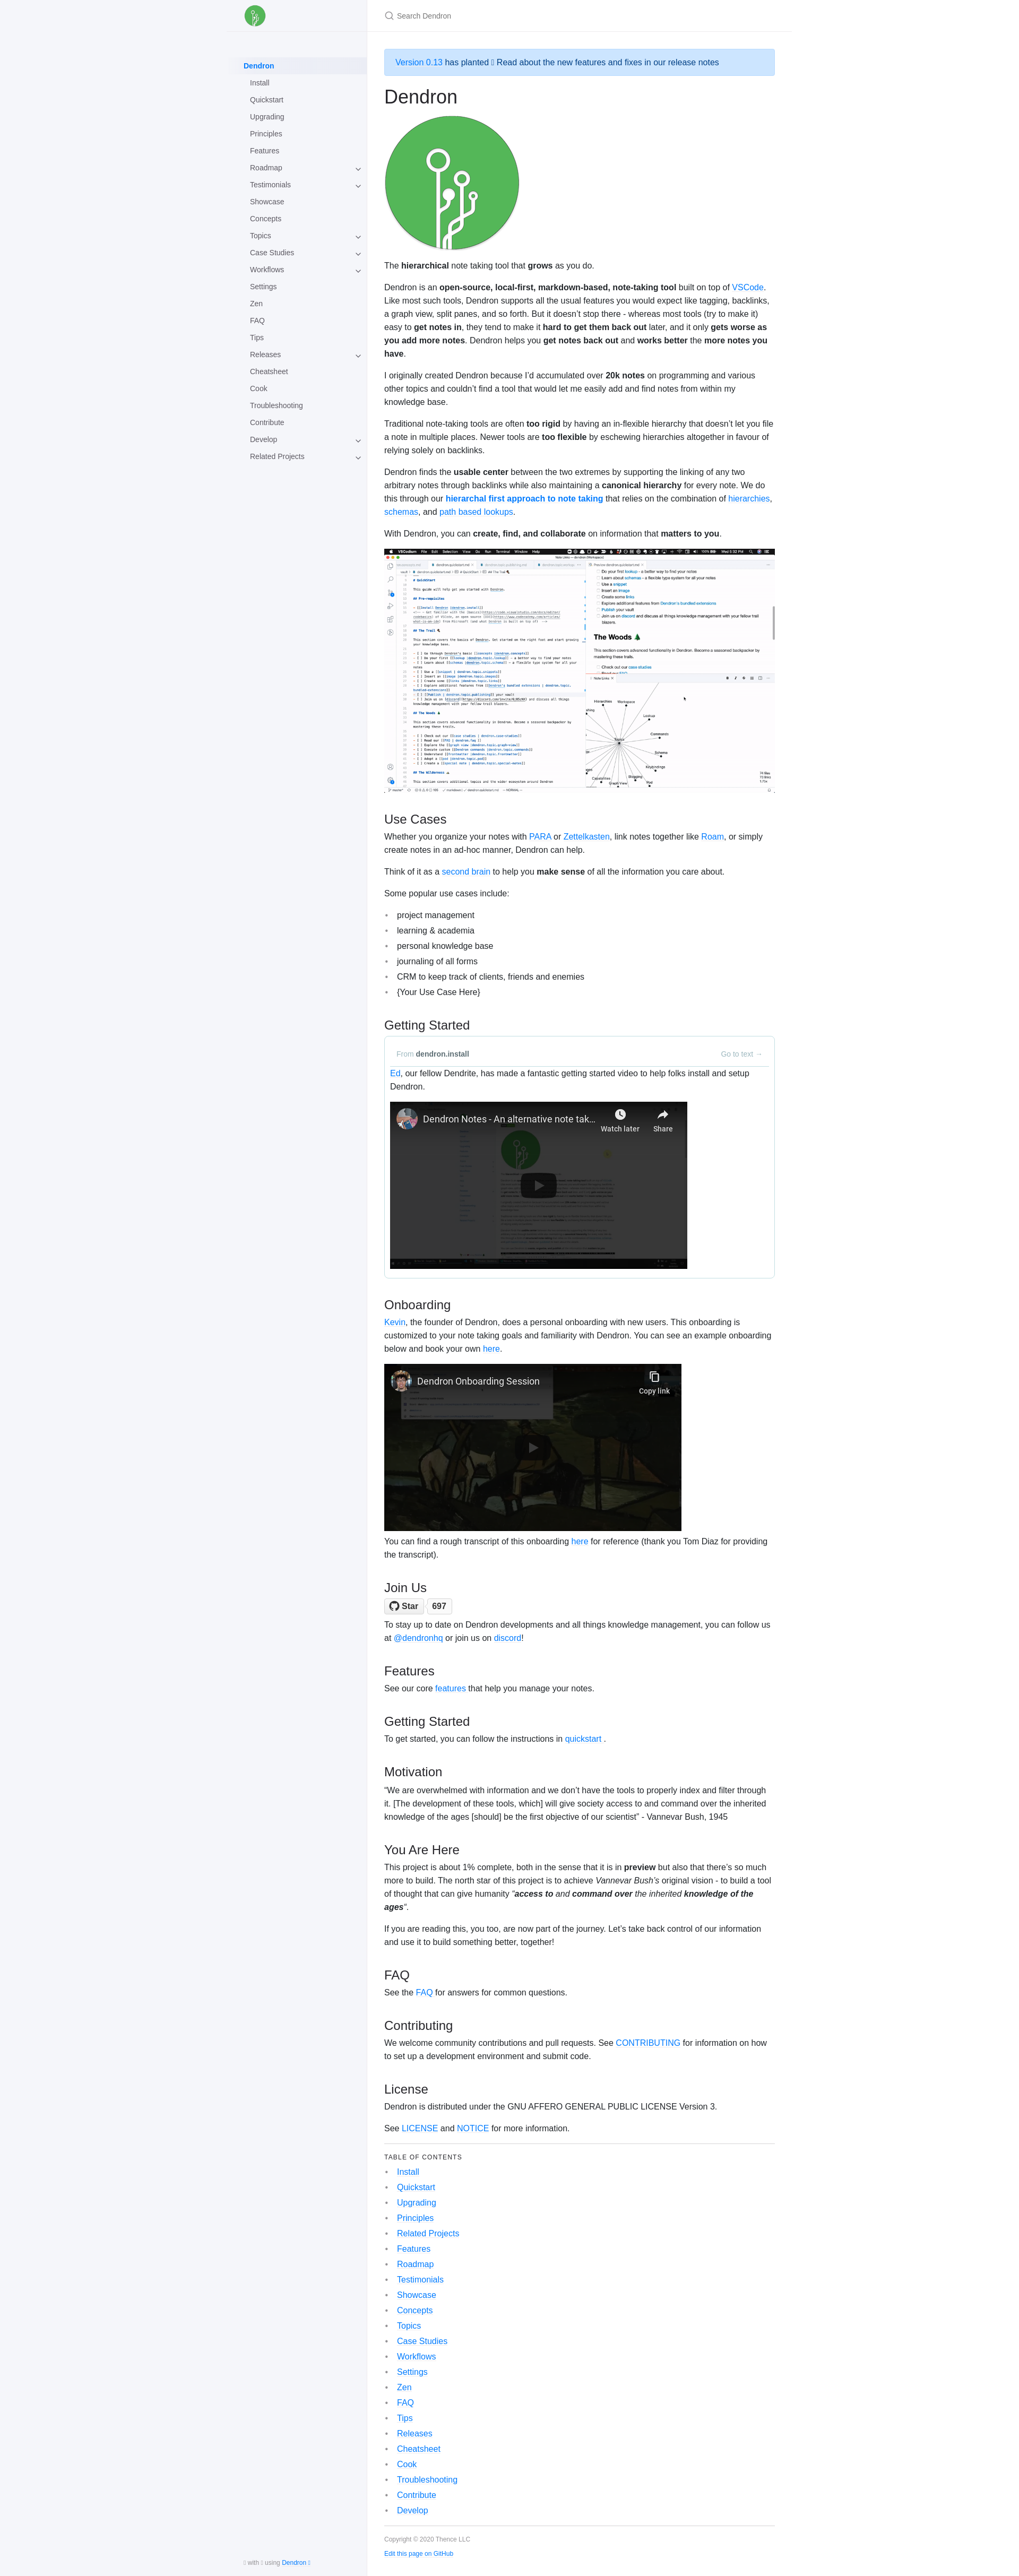 Search Dendron
Dendron
Install
Quickstart
Upgrading
Principles
Features
Roadmap
Testimonials
Showcase
Concepts
Topics
Case Studies
Workflows
Settings
Zen
FAQ
Tips
Releases
Cheatsheet
Cook
Troubleshooting
Contribute
Develop
Related Projects
Version 0.13 has planted Read about the new features and fixes in our release notes
Dendron
The hierarchical note taking tool that grows as you do.
Dendron is an open-source, local-first, markdown-based, note-taking tool built on top of VSCode.
Like most such tools, Dendron supports all the usual features you would expect like tagging, backlinks,
a graph view, split panes, and so forth. But it doesn’t stop there - whereas most tools (try to make it)
easy to get notes in, they tend to make it hard to get them back out later, and it only gets worse as
you add more notes. Dendron helps you get notes back out and works better the more notes you
have.
I originally created Dendron because I’d accumulated over 20k notes on programming and various
other topics and couldn’t find a tool that would let me easily add and find notes from within my
knowledge base.
Traditional note-taking tools are often too rigid by having an in-flexible hierarchy that doesn’t let you file
a note in multiple places. Newer tools are too flexible by eschewing hierarchies altogether in favour of
relying solely on backlinks.
Dendron finds the usable center between the two extremes by supporting the linking of any two
arbitrary notes through backlinks while also maintaining a canonical hierarchy for every note. We do
this through our hierarchal first approach to note taking that relies on the combination of hierarchies,
schemas, and path based lookups.
With Dendron, you can create, find, and collaborate on information that matters to you.
The Woods
Use Cases
Whether you organize your notes with PARA or Zettelkasten, link notes together like Roam, or simply
create notes in an ad-hoc manner, Dendron can help.
Think of it as a second brain to help you make sense of all the information you care about.
Some popular use cases include:
• project management
• learning & academia
• personal knowledge base
• journaling of all forms
• CRM to keep track of clients, friends and enemies
• {Your Use Case Here}
Getting Started
From dendron.install Go to text →
Ed, our fellow Dendrite, has made a fantastic getting started video to help folks install and setup
Dendron.
Dendron Notes - An alternative note tak...
Watch later Share
Onboarding
Kevin, the founder of Dendron, does a personal onboarding with new users. This onboarding is
customized to your note taking goals and familiarity with Dendron. You can see an example onboarding
below and book your own here.
Dendron Onboarding Session
Copy link
You can find a rough transcript of this onboarding here for reference (thank you Tom Diaz for providing
the transcript).
Join Us
Star 697
To stay up to date on Dendron developments and all things knowledge management, you can follow us
at @dendronhq or join us on discord!
Features
See our core features that help you manage your notes.
Getting Started
To get started, you can follow the instructions in quickstart .
Motivation
“We are overwhelmed with information and we don’t have the tools to properly index and filter through
it. [The development of these tools, which] will give society access to and command over the inherited
knowledge of the ages [should] be the first objective of our scientist” - Vannevar Bush, 1945
You Are Here
This project is about 1% complete, both in the sense that it is in preview but also that there’s so much
more to build. The north star of this project is to achieve Vannevar Bush’s original vision - to build a tool
of thought that can give humanity “access to and command over the inherited knowledge of the
ages“.
If you are reading this, you too, are now part of the journey. Let’s take back control of our information
and use it to build something better, together!
FAQ
See the FAQ for answers for common questions.
Contributing
We welcome community contributions and pull requests. See CONTRIBUTING for information on how
to set up a development environment and submit code.
License
Dendron is distributed under the GNU AFFERO GENERAL PUBLIC LICENSE Version 3.
See LICENSE and NOTICE for more information.
TABLE OF CONTENTS
• Install
• Quickstart
• Upgrading
• Principles
• Related Projects
• Features
• Roadmap
• Testimonials
• Showcase
• Concepts
• Topics
• Case Studies
• Workflows
• Settings
• Zen
• FAQ
• Tips
• Releases
• Cheatsheet
• Cook
• Troubleshooting
• Contribute
• Develop
Copyright © 2020 Thence LLC
Edit this page on GitHub
with using Dendron